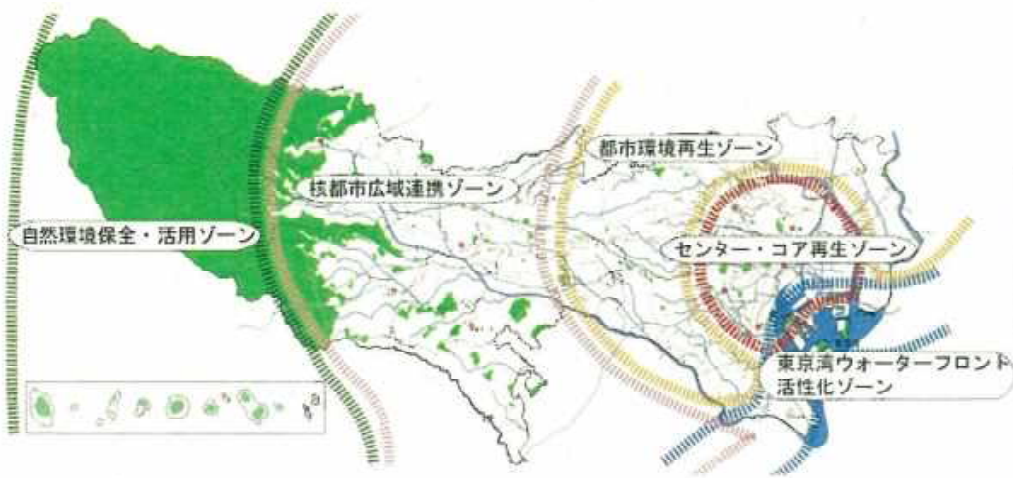 都市環境再生ゾーン
核都市広域連携ゾーン
自然環境保全・活用ゾーン
センター・コア再生ゾーン
東京湾ウォーターフロント
活性化ゾーン